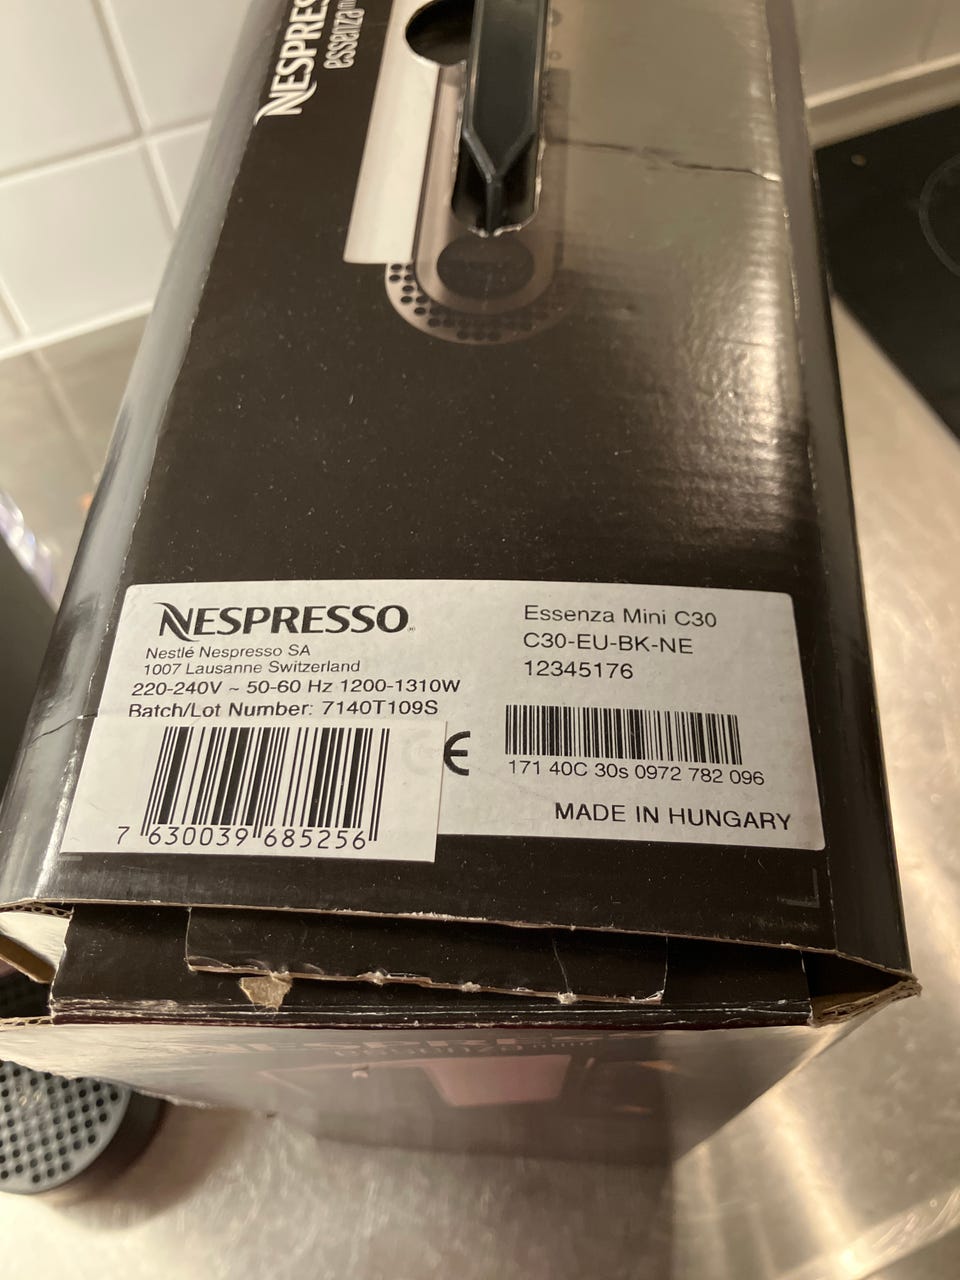 NESPRES
essenza
NESPRESSO
Nestlé Nespresso SA
1007 Lausanne Switzerland
220-240V ~ 50-60 Hz 1200-1310W
Batch/Lot Number: 7140T109S
7 630039 685256
CE
Essenza Mini C30
C30-EU-BK-NE
12345176
171 40C 30s 0972 782 096
MADE IN HUNGARY